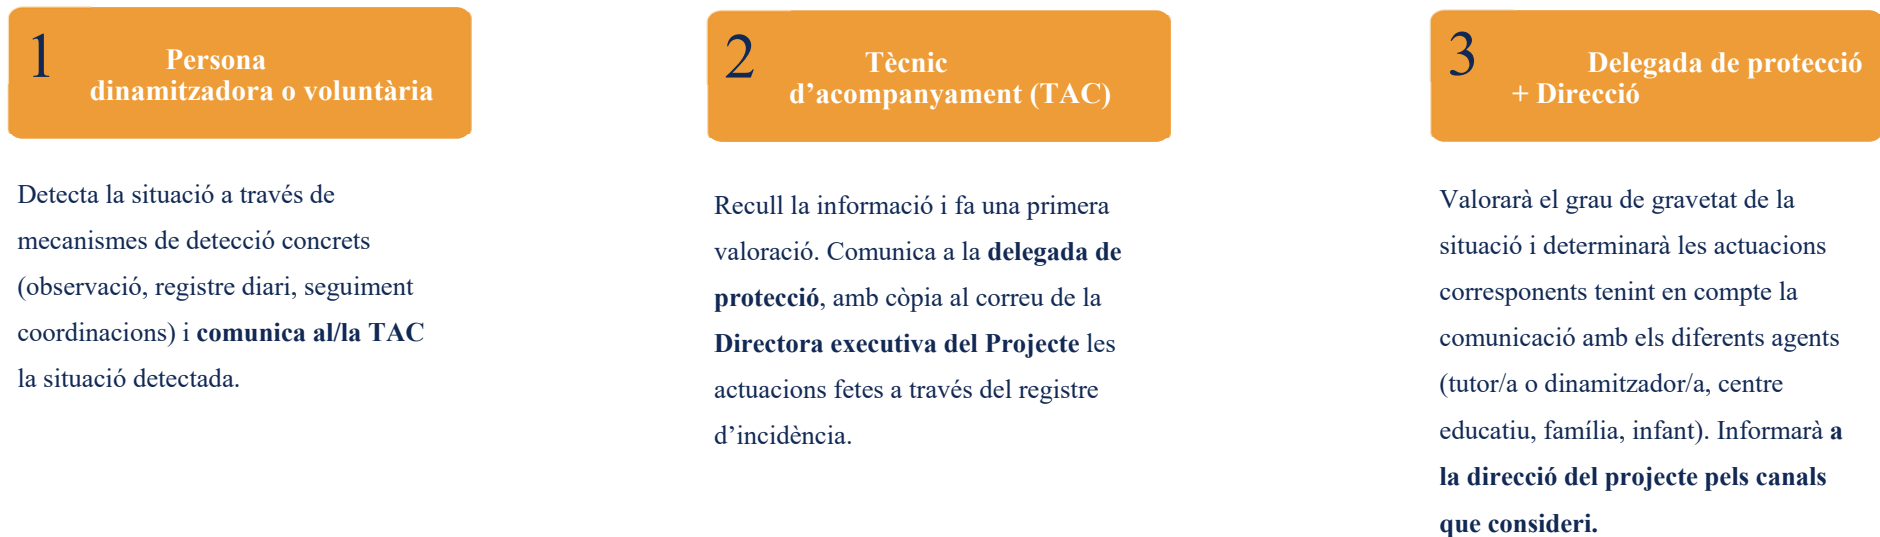 1
Persona
dinamitzadora o voluntària
Detecta la situació a través de
mecanismes de detecció concrets
(observació, registre diari, seguiment
coordinacions) i comunica al/la TAC
la situació detectada.
2
Tècnic
d’acompanyament (TAC)
Recull la informació i fa una primera
valoració. Comunica a la delegada de
protecció, amb còpia al correu de la
Directora executiva del Projecte les
actuacions fetes a través del registre
d’incidència.
3
Delegada de protecció
+ Direcció
Valorarà el grau de gravetat de la
situació i determinarà les actuacions
corresponents tenint en compte la
comunicació amb els diferents agents
(tutor/a o dinamitzador/a, centre
educatiu, família, infant). Informarà a
la direcció del projecte pels canals
que consideri.